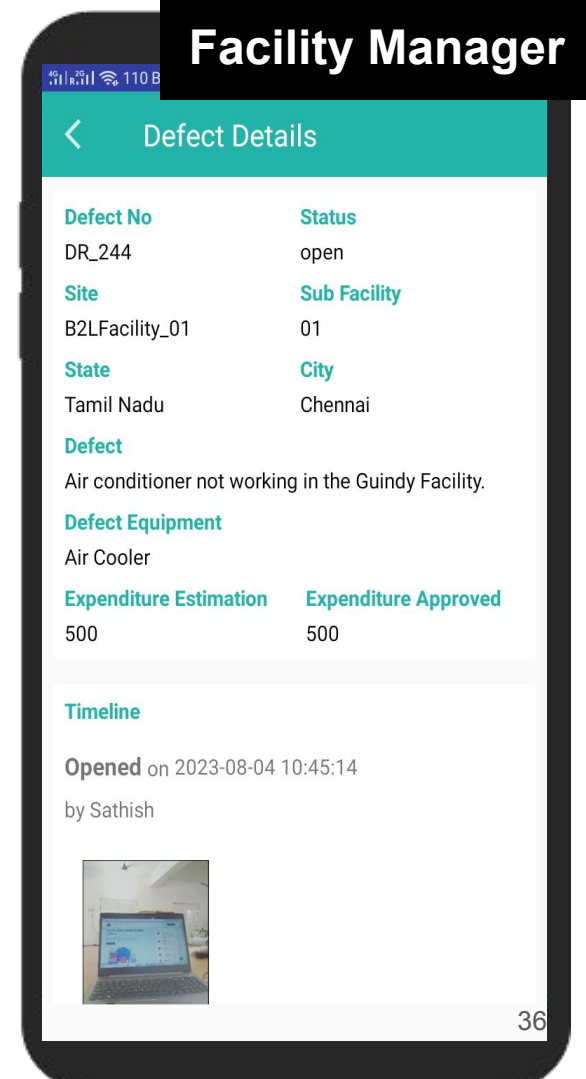 Facility Manager
4G R 2G 110 B
Defect Details
Defect No Status
DR_244 open
Site Sub Facility
B2LFacility_01 01
State City
Tamil Nadu Chennai
Defect
Air conditioner not working in the Guindy Facility.
Defect Equipment
Air Cooler
Expenditure Estimation Expenditure Approved
500 500
Timeline
Opened on 2023-08-04 10:45:14
by Sathish
36